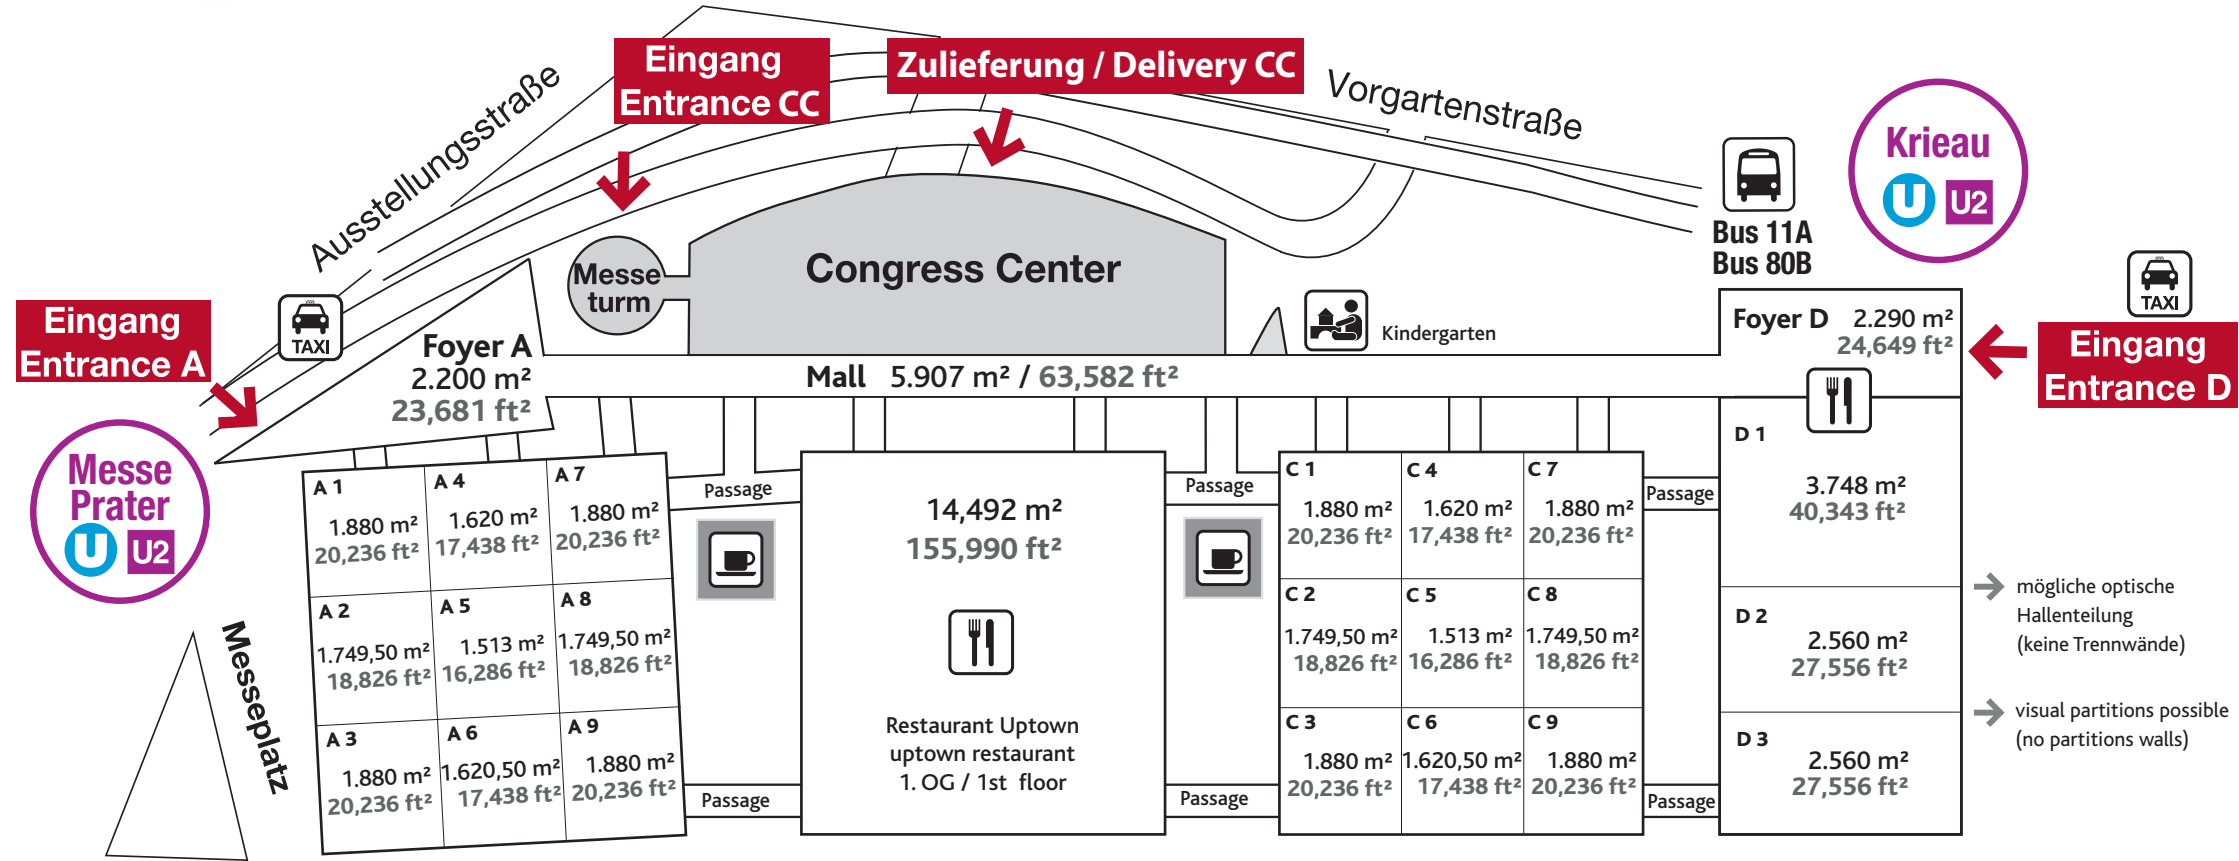 Ausstellungsstraße
Eingang
Entrance CC
Zulieferung / Delivery CC
Vorgartenstraße
Krieau
U U2
Bus 11A
Bus 80B
TAXI
Eingang
Entrance D
Messe
turm
Congress Center
Kindergarten
Eingang
Entrance A
TAXI
Messe
Prater
U U2
Messeplatz
Foyer A
2.200 m²
23,681 ft²
Mall 5.907 m² / 63,582 ft²
Foyer D 2.290 m²
24,649 ft²
A 1
1.880 m²
20,236 ft²
A 4
1.620 m²
17,438 ft²
A 7
1.880 m²
20,236 ft²
A 2
1.749,50 m²
18,826 ft²
A 5
1.513 m²
16,286 ft²
A 8
1.749,50 m²
18,826 ft²
A 3
1.880 m²
20,236 ft²
A 6
1.620,50 m²
17,438 ft²
A 9
1.880 m²
20,236 ft²
Passage
Passage
14,492 m²
155,990 ft²
Restaurant Uptown
uptown restaurant
1. OG / 1st floor
Passage
Passage
C 1
1.880 m²
20,236 ft²
C 4
1.620 m²
17,438 ft²
C 7
1.880 m²
20,236 ft²
C 2
1.749,50 m²
18,826 ft²
C 5
1.513 m²
16,286 ft²
C 8
1.749,50 m²
18,826 ft²
C 3
1.880 m²
20,236 ft²
C 6
1.620,50 m²
17,438 ft²
C 9
1.880 m²
20,236 ft²
Passage
Passage
D 1
3.748 m²
40,343 ft²
D 2
2.560 m²
27,556 ft²
D 3
2.560 m²
27,556 ft²
mögliche optische
Hallenteilung
(keine Trennwände)
visual partitions possible
(no partitions walls)